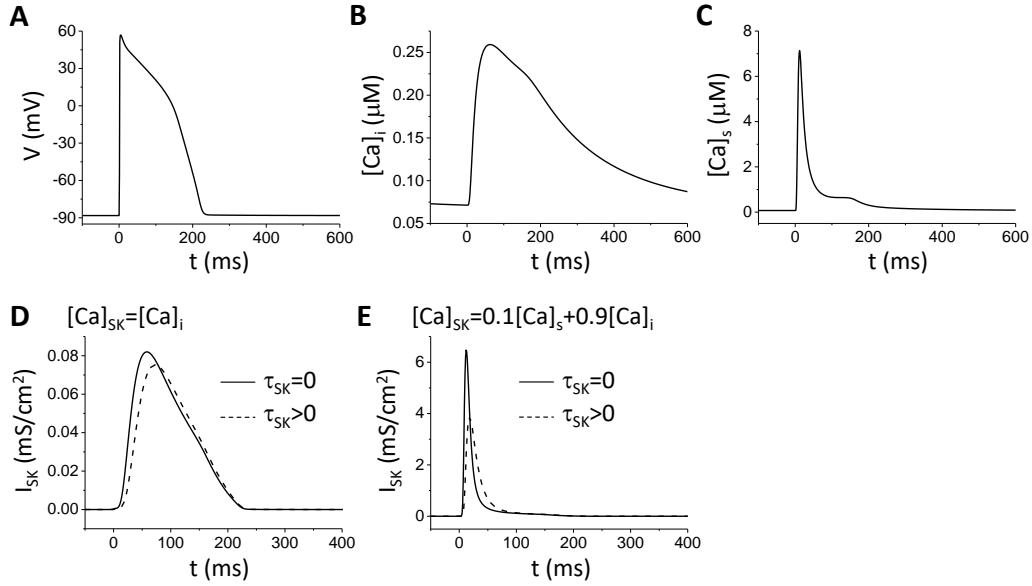 A
60
30
0
-30
-60
-90
V (mV)
0
200
400
600
t (ms)
B
0.25
0.20
0.15
0.10
0.05
[Ca]i (μM)
0
200
400
600
t (ms)
C
8
6
4
2
0
[Ca]s (μM)
0
200
400
600
t (ms)
D [Ca]SK=[Ca]i
0.08
0.06
0.04
0.02
0.00
ISK (mS/cm²)
τSK=0
τSK>0
0
100
200
300
400
t (ms)
E [Ca]SK=0.1[Ca]s+0.9[Ca]i
6
4
2
0
ISK (mS/cm²)
τSK=0
τSK>0
0
100
200
300
400
t (ms)